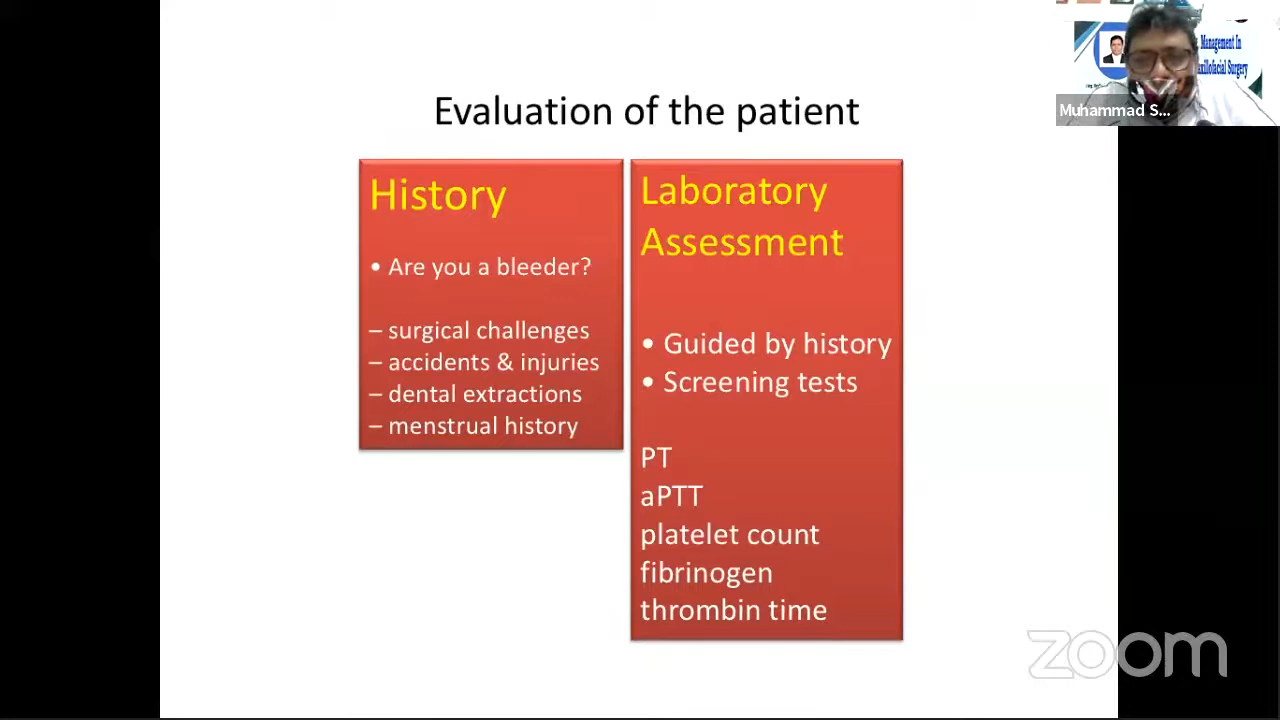 Evaluation of the patient
History
• Are you a bleeder?
– surgical challenges
– accidents & injuries
– dental extractions
– menstrual history
Laboratory
Assessment
• Guided by history
• Screening tests
PT
aPTT
platelet count
fibrinogen
thrombin time
Management In
Surgery
Muhammad S...
zoom